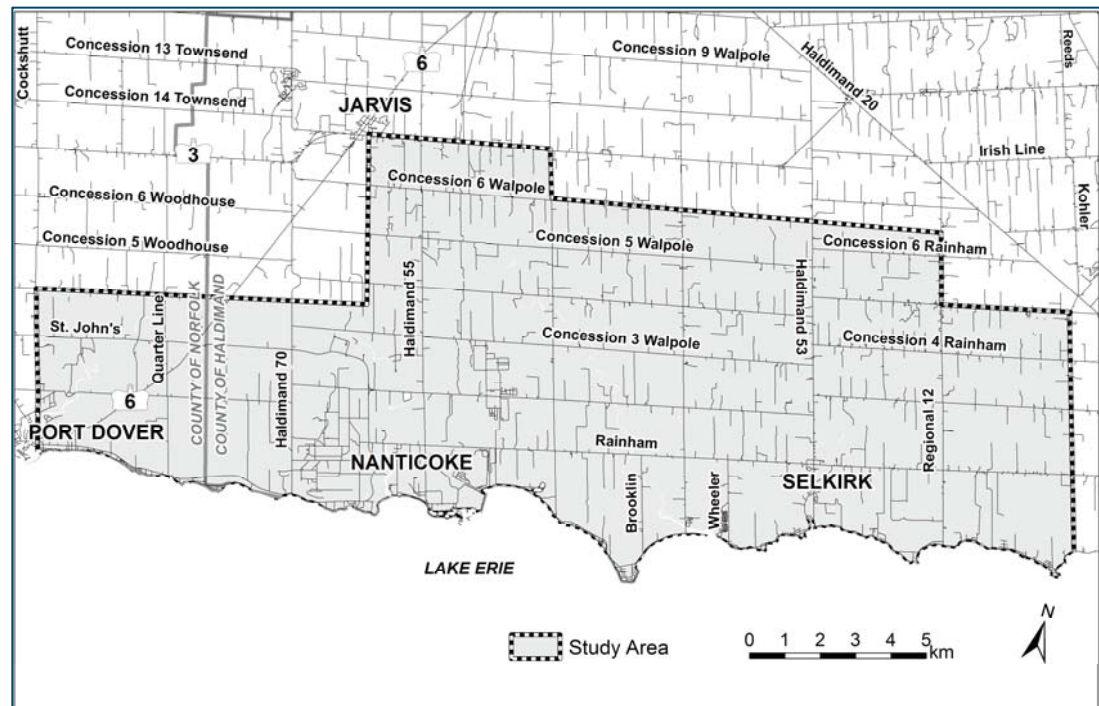 Cockshutt
Concession 13 Townsend
6
Concession 9 Walpole
Haldimand 20
Reeds
Concession 14 Townsend
JARVIS
3
Irish Line
Concession 6 Woodhouse
Concession 6 Walpole
Kohler
Concession 5 Woodhouse
Concession 5 Walpole
Concession 6 Rainham
St. John's
Quarter Line
COUNTY OF NORFOLK
COUNTY OF HALDIMAND
Haldimand 55
Haldimand 53
Concession 3 Walpole
Concession 4 Rainham
6
Haldimand 70
Regional 12
PORT DOVER
Rainham
NANTICOKE
Brooklin
Wheeler
SELKIRK
LAKE ERIE
N
Study Area
0 1 2 3 4 5
km